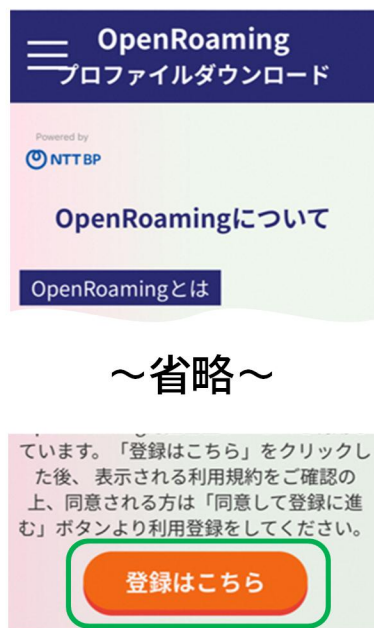 OpenRoaming
プロファイルダウンロード
Powered by
NTT BP
OpenRoamingについて
OpenRoamingとは
～省略～
ています。「登録はこちら」をクリックし
た後、表示される利用規約をご確認の
上、同意される方は「同意して登録に進
む」ボタンより利用登録をしてください。
登録はこちら